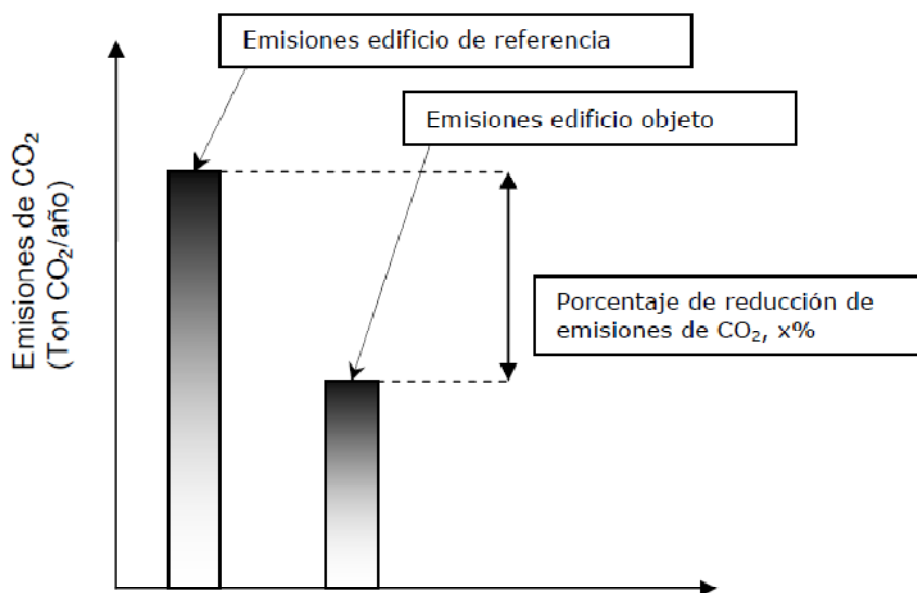 Emisiones edificio de referencia
Emisiones edificio objeto
Emisiones de CO₂
(Ton CO₂/año)
Porcentaje de reducción de
emisiones de CO₂, x%